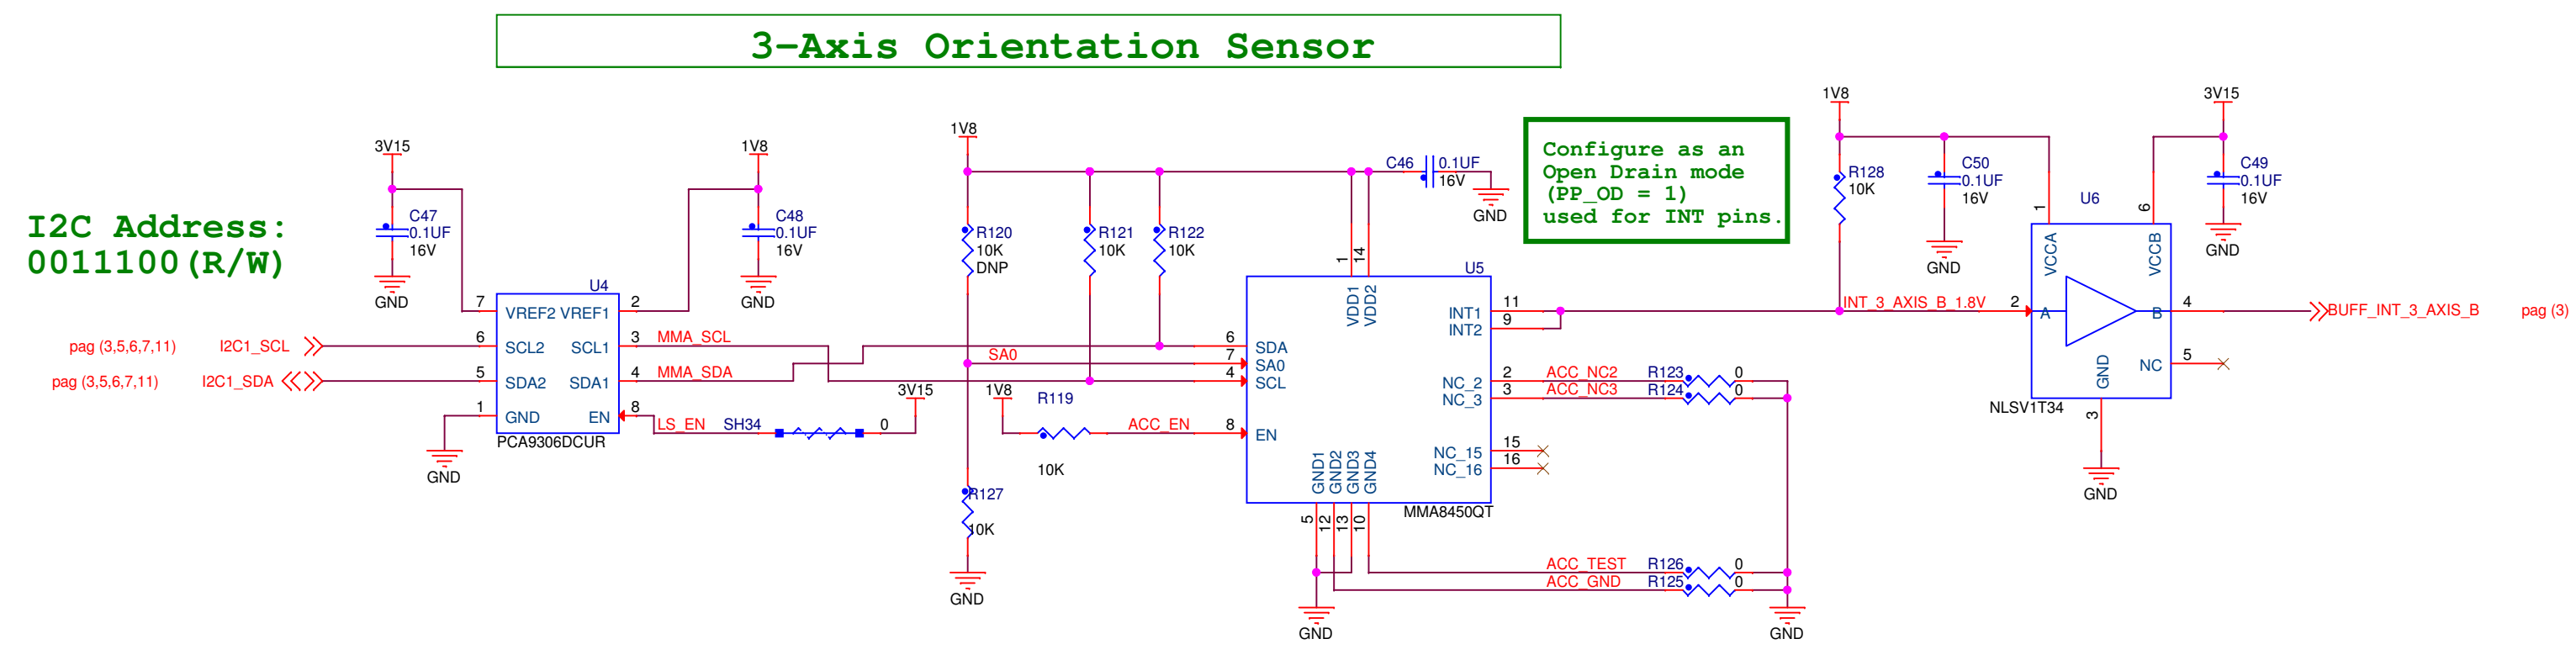 3-Axis Orientation Sensor
I2C Address:
0011100(R/W)
3V15
C47
0.1UF
16V
GND
1V8
C48
0.1UF
16V
GND
pag (3,5,6,7,11)
I2C1_SCL
pag (3,5,6,7,11)
I2C1_SDA
U4
7
VREF2
VREF1
2
6
SCL2
SCL1
3
MMA_SCL
5
SDA2
SDA1
4
MMA_SDA
1
GND
EN
8
LS_EN
SH34
0
3V15
PCA9306DCUR
GND
1V8
R120
10K
DNP
R121
10K
R122
10K
C46
0.1UF
16V
GND
SA0
1V8
R119
10K
ACC_EN
R127
10K
GND
U5
1
14
VDD1
VDD2
6
SDA
7
SA0
4
SCL
8
EN
INT1
11
INT2
9
NC_2
2
ACC_NC2
R123
0
NC_3
3
ACC_NC3
R124
0
NC_15
15
NC_16
16
GND1
GND2
GND3
GND4
5
12
13
10
MMA8450QT
ACC_TEST
R126
0
ACC_GND
R125
0
GND
GND
Configure as an
Open Drain mode
(PP_OD = 1)
used for INT pins.
1V8
R128
10K
C50
0.1UF
16V
GND
3V15
C49
0.1UF
16V
GND
U6
1
6
VCCA
VCCB
INT_3_AXIS_B_1.8V
2
A
B
4
BUFF_INT_3_AXIS_B
pag (3)
NC
5
GND
3
NLSV1T34
GND